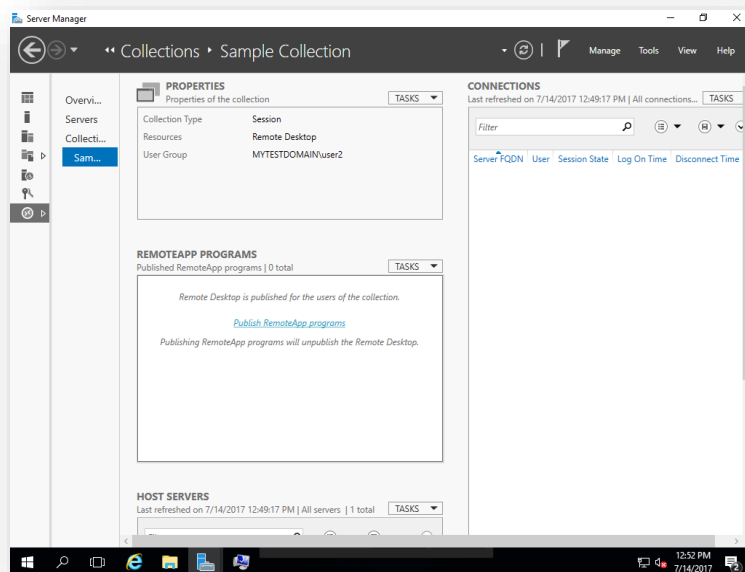 Server Manager
Collections Sample Collection
Manage Tools View Help
Overvi...
Servers
Collecti...
Sam...
PROPERTIES
Properties of the collection
TASKS
Collection Type Session
Resources Remote Desktop
User Group MYTESTDOMAIN\user2
REMOTEAPP PROGRAMS
Published RemoteApp programs | 0 total
TASKS
Remote Desktop is published for the users of the collection.
Publish RemoteApp programs
Publishing RemoteApp programs will unpublish the Remote Desktop.
HOST SERVERS
Last refreshed on 7/14/2017 12:49:17 PM | All servers | 1 total
TASKS
CONNECTIONS
Last refreshed on 7/14/2017 12:49:17 PM | All connections...
TASKS
Filter
Server FQDN User Session State Log On Time Disconnect Time
12:52 PM
7/14/2017
2